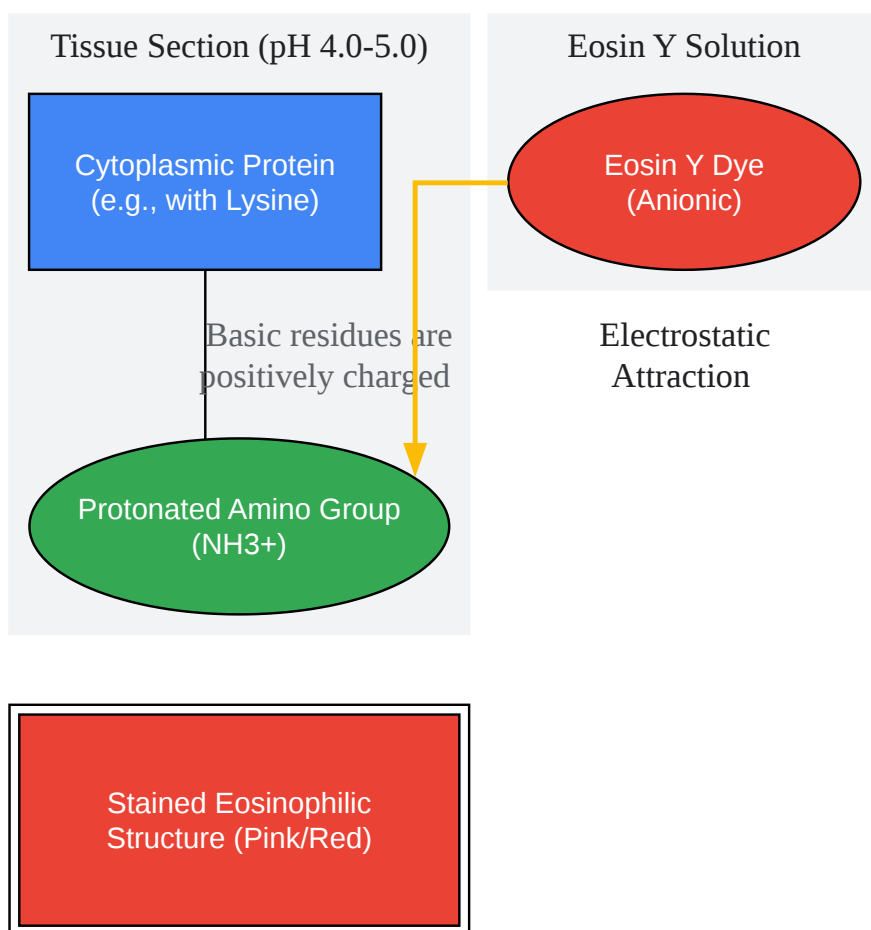 Tissue Section (pH 4.0-5.0)
Eosin Y Solution
Cytoplasmic Protein
(e.g., with Lysine)
Eosin Y Dye
(Anionic)
Basic residues are
positively charged
Electrostatic
Attraction
Protonated Amino Group
(NH3+)
Stained Eosinophilic
Structure (Pink/Red)